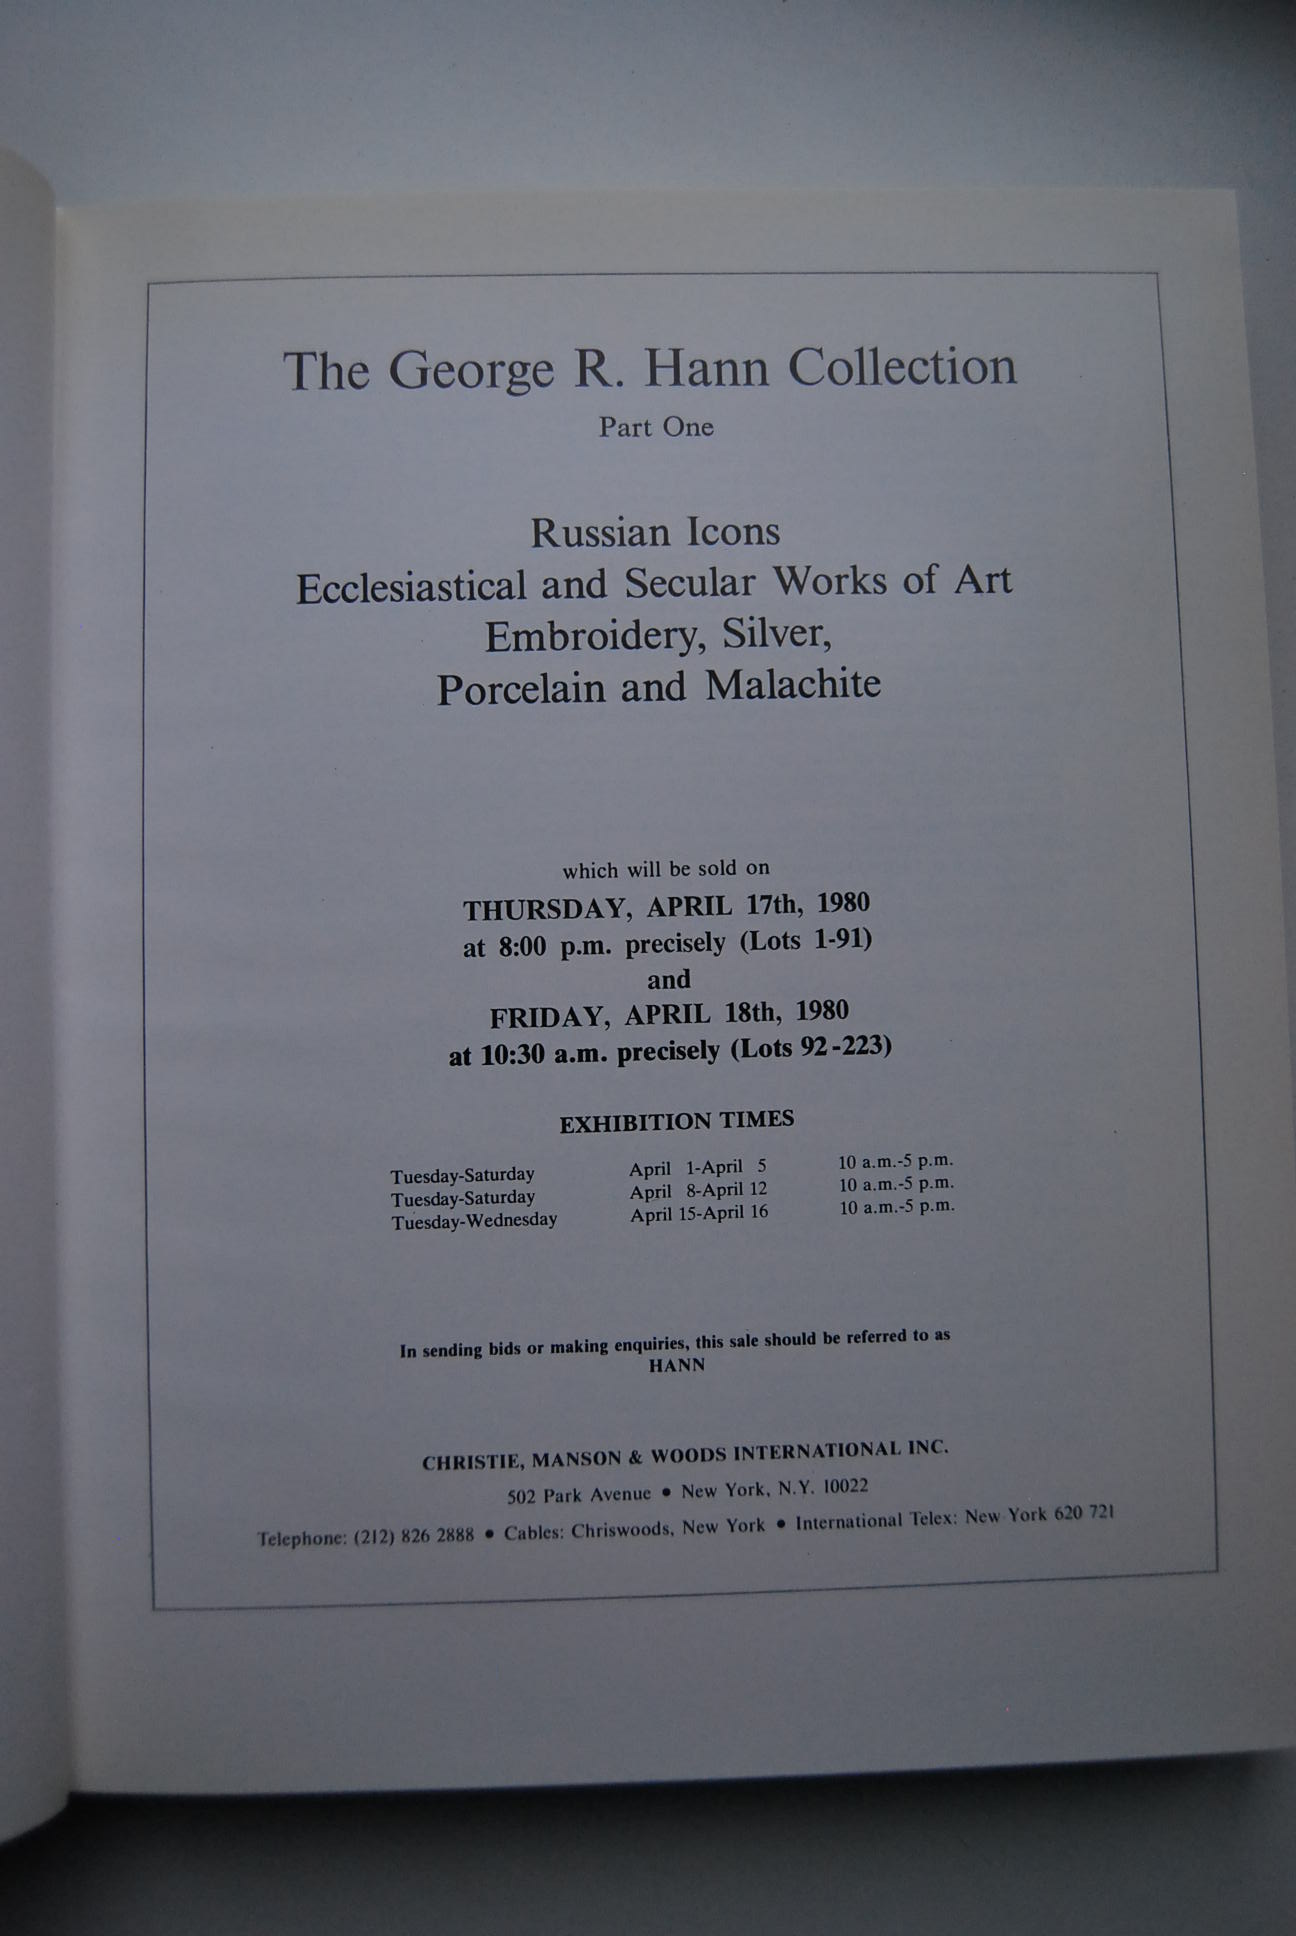 The George R. Hann Collection
Part One
Russian Icons
Ecclesiastical and Secular Works of Art
Embroidery, Silver,
Porcelain and Malachite
which will be sold on
THURSDAY, APRIL 17th, 1980
at 8:00 p.m. precisely (Lots 1-91)
and
FRIDAY, APRIL 18th, 1980
at 10:30 a.m. precisely (Lots 92-223)
EXHIBITION TIMES
Tuesday-Saturday April 1-April 5 10 a.m.-5 p.m.
Tuesday-Saturday April 8-April 12 10 a.m.-5 p.m.
Tuesday-Wednesday April 15-April 16 10 a.m.-5 p.m.
In sending bids or making enquiries, this sale should be referred to as
HANN
CHRISTIE, MANSON & WOODS INTERNATIONAL INC.
502 Park Avenue • New York, N.Y. 10022
Telephone: (212) 826 2888 • Cables: Chriswoods, New York • International Telex: New York 620 721